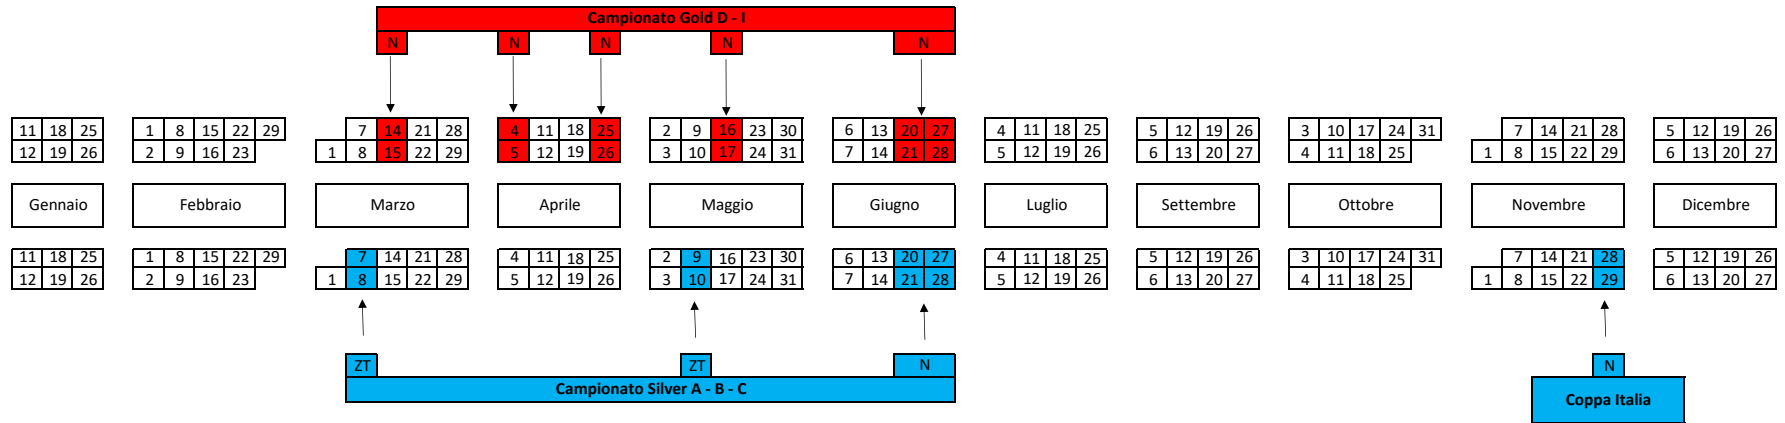 Campionato Gold D - I
N N N N N
11 18 25 1 8 15 22 29 7 14 21 28 4 11 18 25 2 9 16 23 30 6 13 20 27 4 11 18 25 5 12 19 26 3 10 17 24 31 7 14 21 28 5 12 19 26
12 19 26 2 9 16 23 1 8 15 22 29 5 12 19 26 3 10 17 24 31 7 14 21 28 5 12 19 26 6 13 20 27 4 11 18 25 1 8 15 22 29 6 13 20 27
Gennaio Febbraio Marzo Aprile Maggio Giugno Luglio Settembre Ottobre Novembre Dicembre
11 18 25 1 8 15 22 29 7 14 21 28 4 11 18 25 2 9 16 23 30 6 13 20 27 4 11 18 25 5 12 19 26 3 10 17 24 31 7 14 21 28 5 12 19 26
12 19 26 2 9 16 23 1 8 15 22 29 5 12 19 26 3 10 17 24 31 7 14 21 28 5 12 19 26 6 13 20 27 4 11 18 25 1 8 15 22 29 6 13 20 27
ZT ZT N N
Campionato Silver A - B - C
Coppa Italia